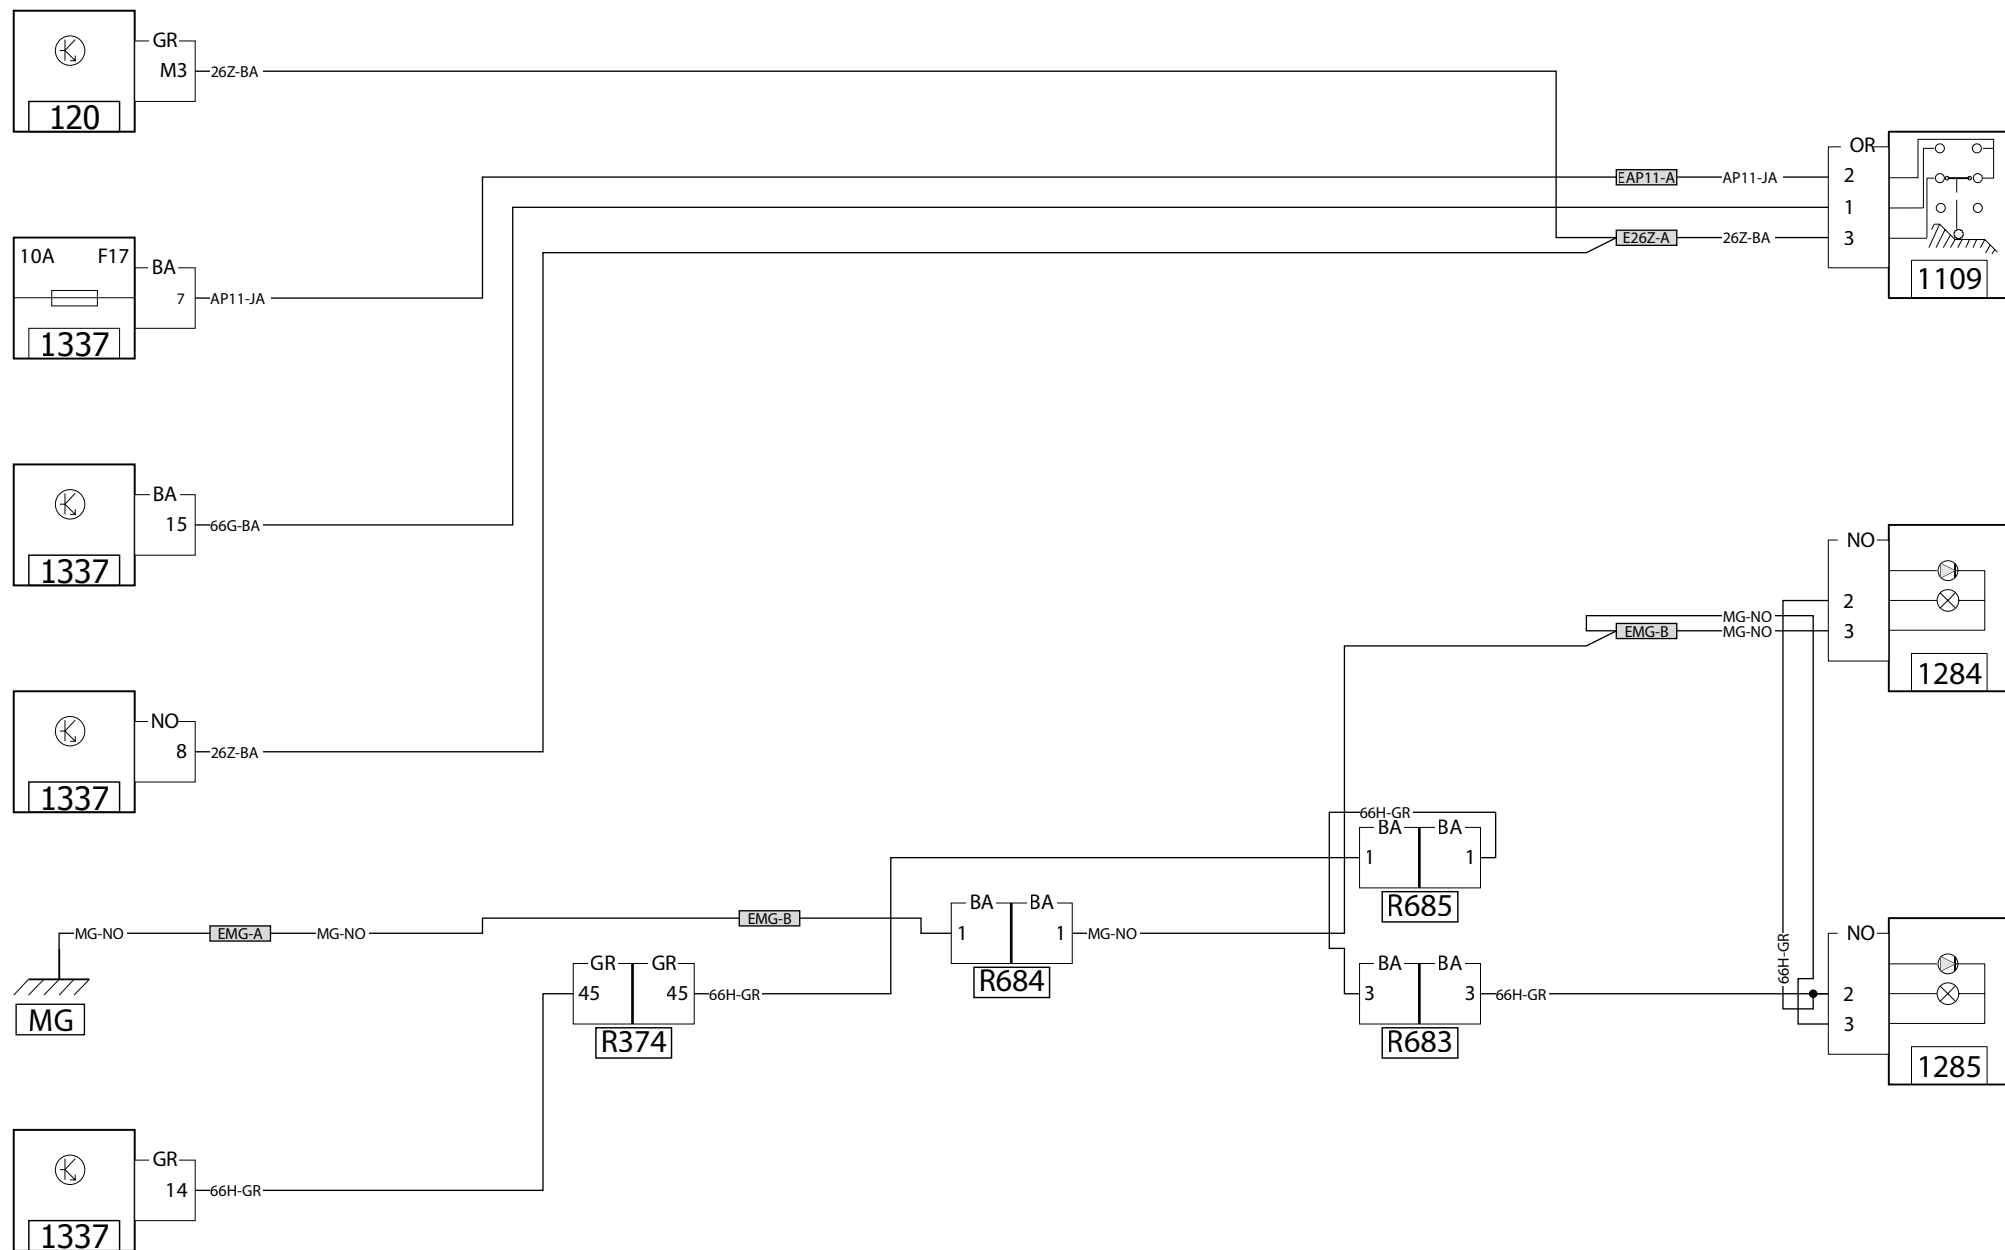 GR
M3 26Z-BA
120
OR
EAP11-A AP11-JA 2
1
E26Z-A 26Z-BA 3
1109
10A F17
BA
7 AP11-JA
1337
BA
15 66G-BA
1337
NO
2
MG-NO
EMG-B MG-NO 3
1284
NO
8 26Z-BA
1337
66H-GR
BA BA
1 1
R685
BA BA
1 1 MG-NO
R684
MG-NO EMG-A MG-NO EMG-B
MG
GR GR
45 45 66H-GR
R374
BA BA
3 3 66H-GR
R683
66H-GR
NO
2
3
1285
GR
14 66H-GR
1337